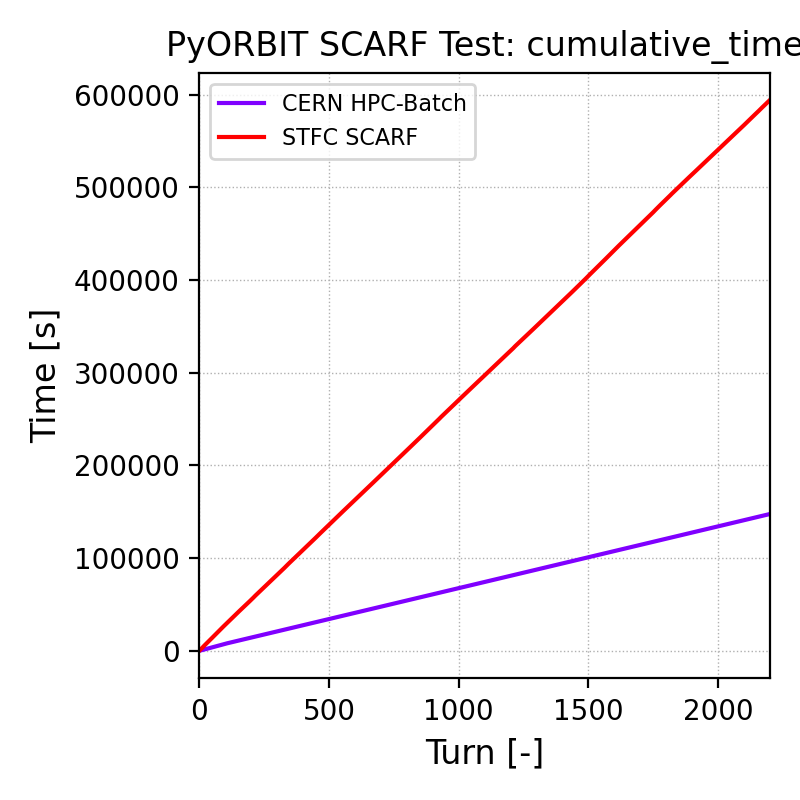 PyORBIT SCARF Test: cumulative_time
CERN HPC-Batch
STFC SCARF
600000
500000
400000
300000
200000
100000
0
Time [s]
0 500 1000 1500 2000
Turn [-]